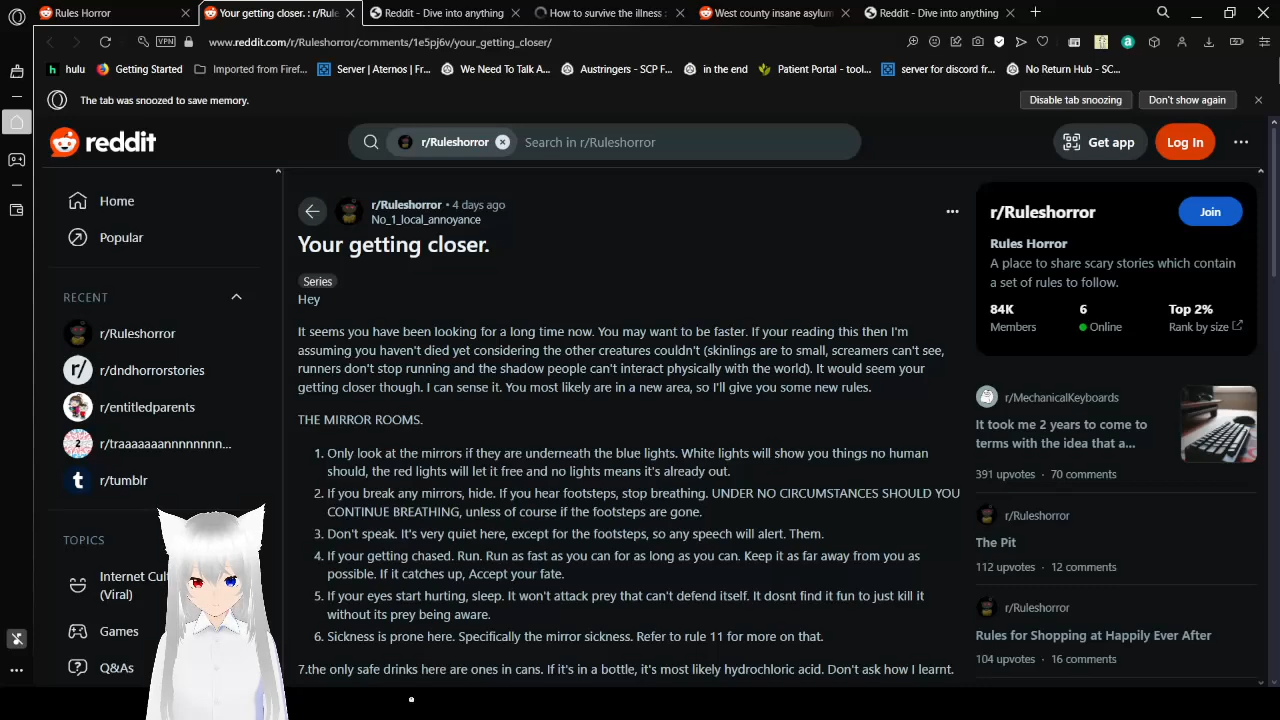 Rules Horror
Your getting closer. : r/Rule
Reddit - Dive into anything
How to survive the illness :
West county insane asylum
Reddit - Dive into anything
VPN
www.reddit.com/r/Ruleshorror/comments/1e5pj6v/your_getting_closer/
hulu
Getting Started
Imported from Firef...
Server | Aternos | Fr...
We Need To Talk A...
Austringers - SCP F...
in the end
Patient Portal - tool...
server for discord fr...
No Return Hub - SC...
The tab was snoozed to save memory.
Disable tab snoozing
Don't show again
reddit
r/Ruleshorror
Search in r/Ruleshorror
Get app
Log In
Home
Popular
RECENT
r/Ruleshorror
r/dndhorrorstories
r/entitledparents
r/traaaaaaannnnnnnn...
r/tumblr
TOPICS
Internet Cul
(Viral)
Games
Q&As
r/Ruleshorror • 4 days ago
No_1_local_annoyance
Your getting closer.
Series
Hey
It seems you have been looking for a long time now. You may want to be faster. If your reading this then I'm
assuming you haven't died yet considering the other creatures couldn't (skinlings are to small, screamers can't see,
runners don't stop running and the shadow people can't interact physically with the world). It would seem your
getting closer though. I can sense it. You most likely are in a new area, so I'll give you some new rules.
THE MIRROR ROOMS.
1. Only look at the mirrors if they are underneath the blue lights. White lights will show you things no human
should, the red lights will let it free and no lights means it's already out.
2. If you break any mirrors, hide. If you hear footsteps, stop breathing. UNDER NO CIRCUMSTANCES SHOULD YOU
CONTINUE BREATHING, unless of course if the footsteps are gone.
3. Don't speak. It's very quiet here, except for the footsteps, so any speech will alert. Them.
4. If your getting chased. Run. Run as fast as you can for as long as you can. Keep it as far away from you as
possible. If it catches up, Accept your fate.
5. If your eyes start hurting, sleep. It won't attack prey that can't defend itself. It dosnt find it fun to just kill it
without its prey being aware.
6. Sickness is prone here. Specifically the mirror sickness. Refer to rule 11 for more on that.
7.the only safe drinks here are ones in cans. If it's in a bottle, it's most likely hydrochloric acid. Don't ask how I learnt.
r/Ruleshorror
Join
Rules Horror
A place to share scary stories which contain
a set of rules to follow.
84K
6
Top 2%
Members
Online
Rank by size
r/MechanicalKeyboards
It took me 2 years to come to
terms with the idea that a...
391 upvotes • 70 comments
r/Ruleshorror
The Pit
112 upvotes • 12 comments
r/Ruleshorror
Rules for Shopping at Happily Ever After
104 upvotes • 16 comments